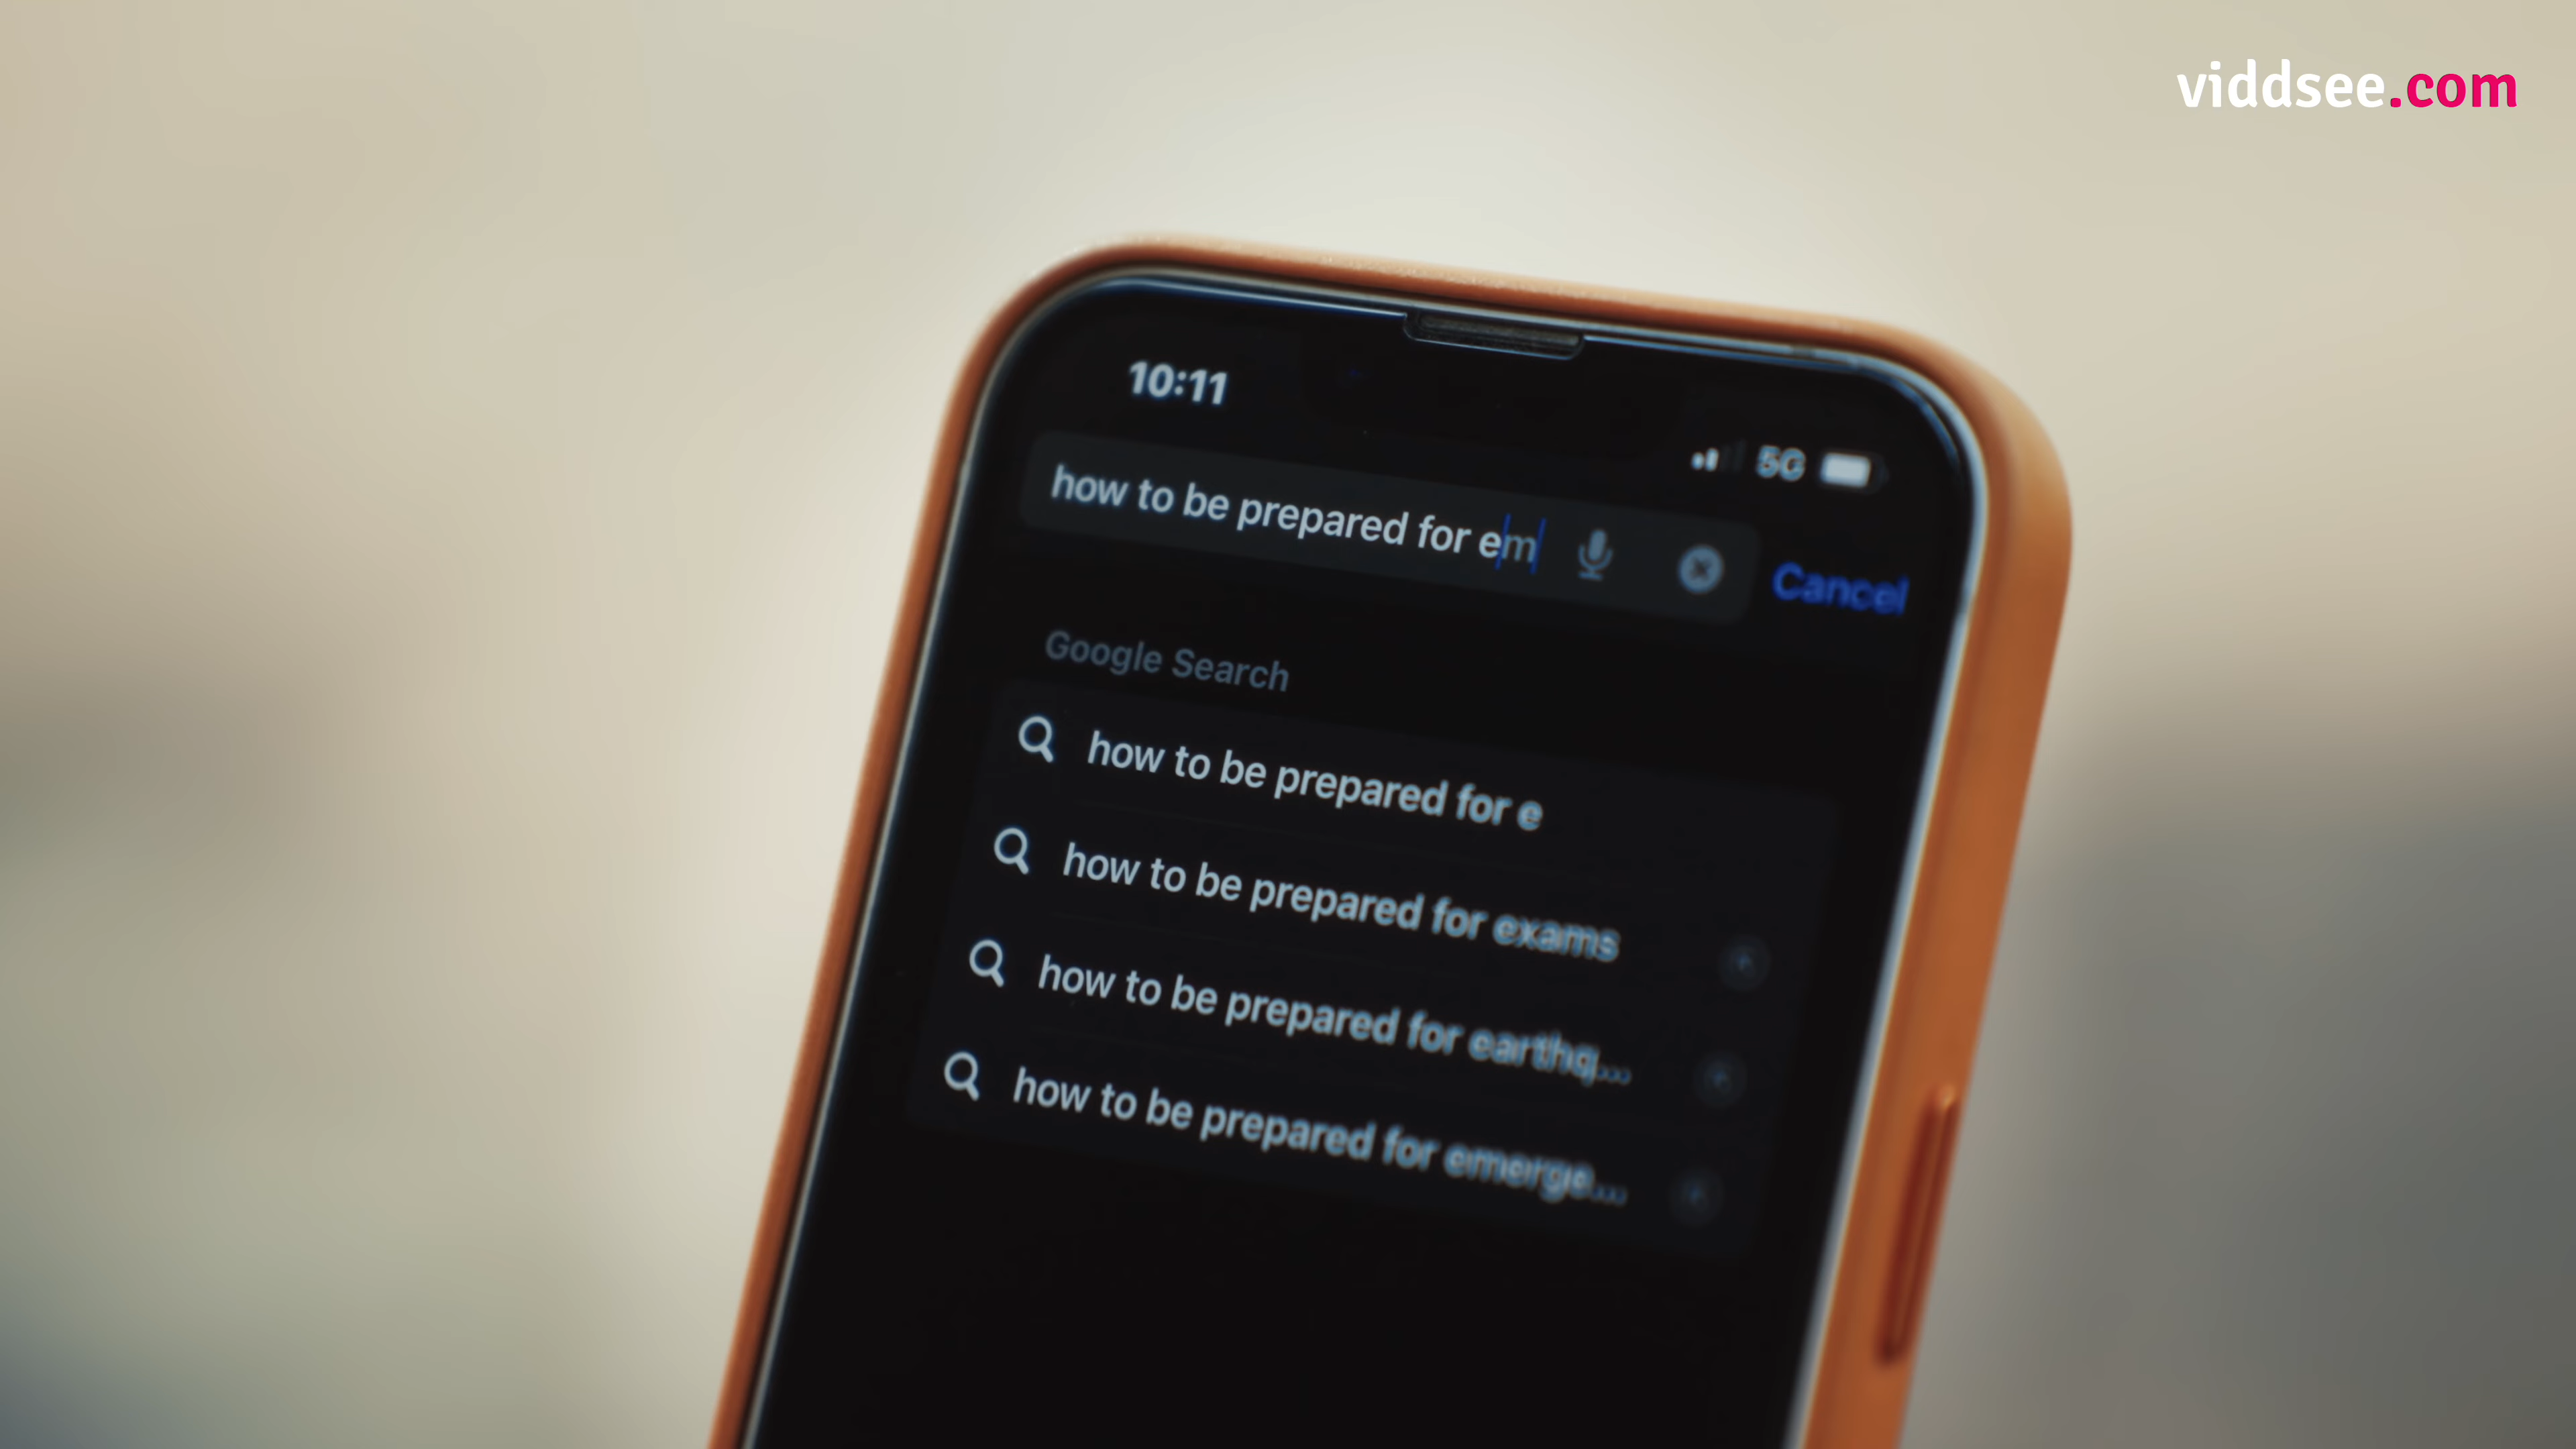 viddsee.com
10:11
5G
how to be prepared for em
Cancel
Google Search
how to be prepared for e
how to be prepared for exams
how to be prepared for earthq...
how to be prepared for emerge...